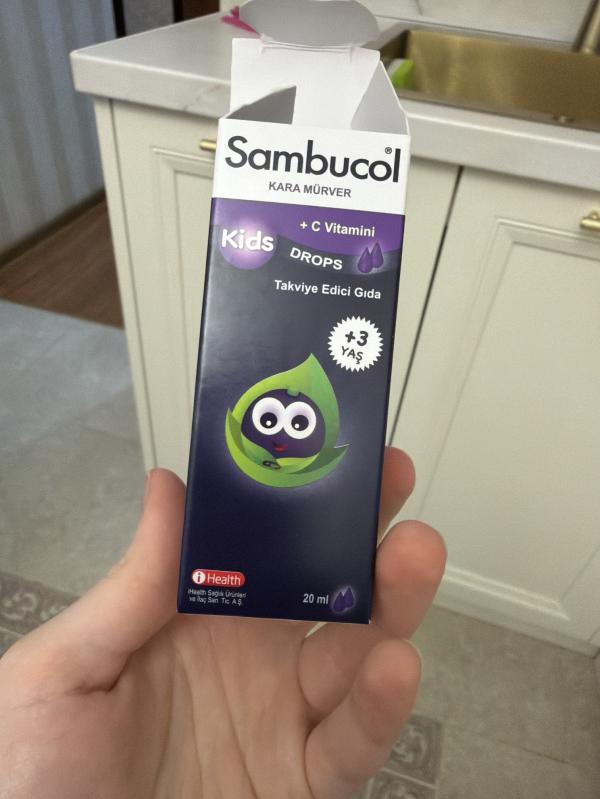 Sambucol®
KARA MÜRVER
+ C Vitamini
Kids
DROPS
Takviye Edici Gıda
+3
YAŞ
i Health
iHealth Sağlık Ürünleri
ve İlaç San. Tic. A.Ş.
20 ml